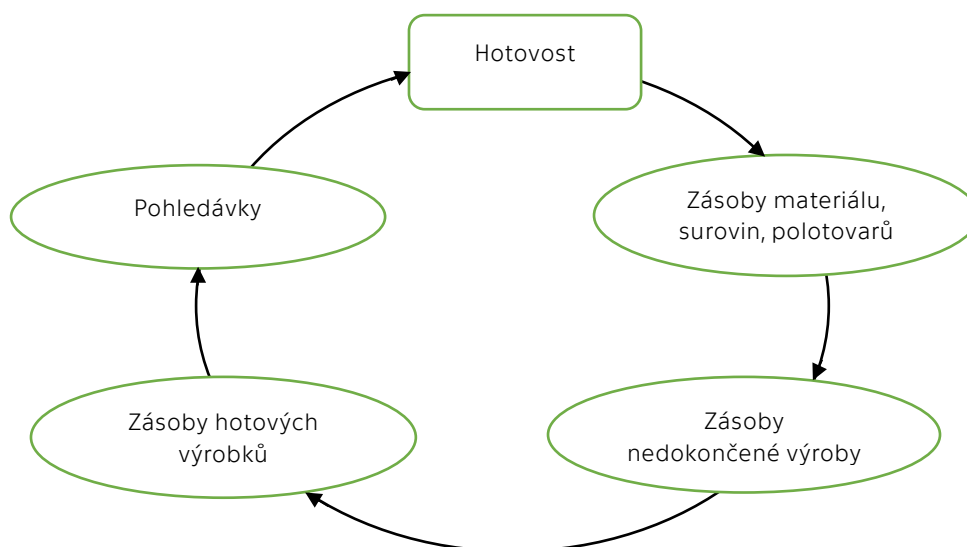 Hotovost
Zásoby materiálu,
surovin, polotovarů
Zásoby
nedokončené výroby
Zásoby hotových
výrobků
Pohledávky